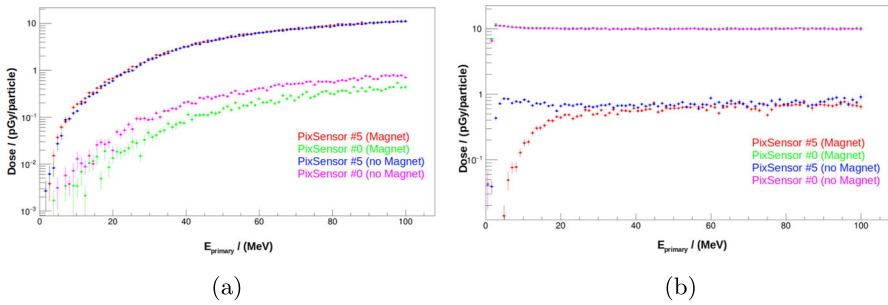 10
1
10⁻¹
10⁻²
10⁻³
Dose / (pGy/particle)
PixSensor #5 (Magnet)
PixSensor #0 (Magnet)
PixSensor #5 (no Magnet)
PixSensor #0 (no Magnet)
0 20 40 60 80 100
E_primary / (MeV)
(a)
10
1
10⁻¹
Dose / (pGy/particle)
PixSensor #5 (Magnet)
PixSensor #0 (Magnet)
PixSensor #5 (no Magnet)
PixSensor #0 (no Magnet)
0 20 40 60 80 100
E_primary / (MeV)
(b)